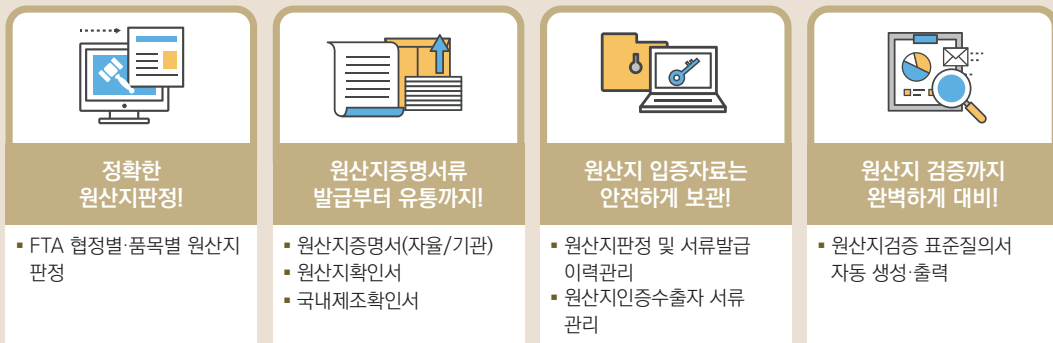 정확한
원산지판정!
▪ FTA 협정별·품목별 원산지
판정
원산지증명서류
발급부터 유통까지!
▪ 원산지증명서(자율/기관)
▪ 원산지확인서
▪ 국내제조확인서
원산지 입증자료는
안전하게 보관!
▪ 원산지판정 및 서류발급
이력관리
▪ 원산지인증수출자 서류
관리
원산지 검증까지
완벽하게 대비!
▪ 원산지검증 표준질의서
자동 생성·출력